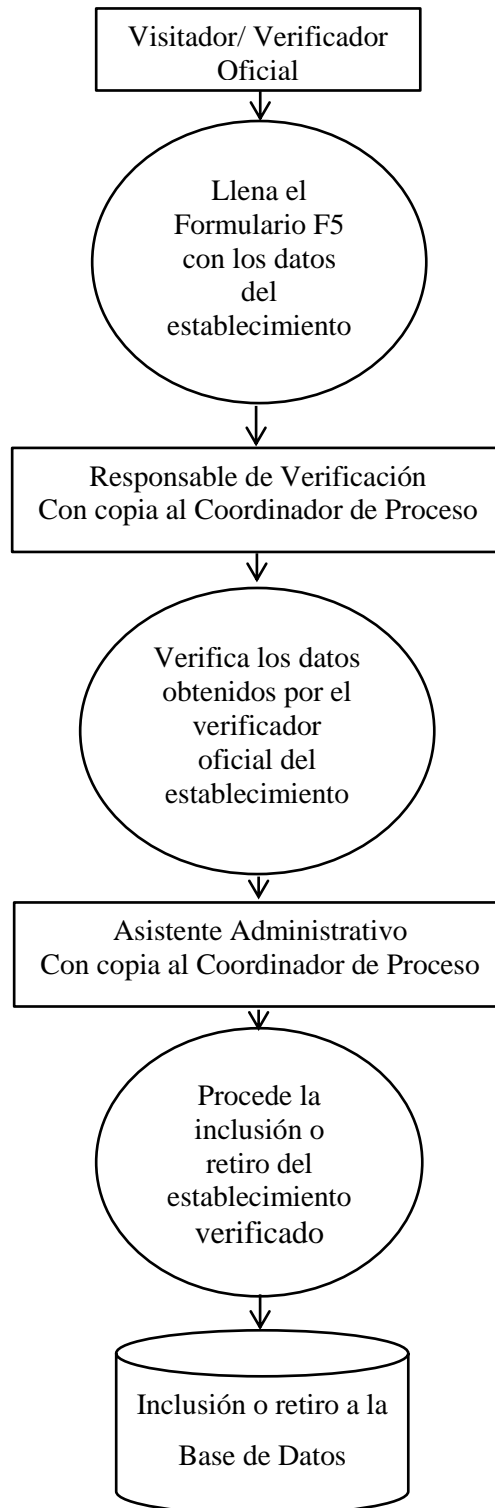 Visitador/ Verificador
Oficial
Llena el
Formulario F5
con los datos
del
establecimiento
Responsable de Verificación
Con copia al Coordinador de Proceso
Verifica los datos
obtenidos por el
verificador
oficial del
establecimiento
Asistente Administrativo
Con copia al Coordinador de Proceso
Procede la
inclusión o
retiro del
establecimiento
verificado
Inclusión o retiro a la
Base de Datos